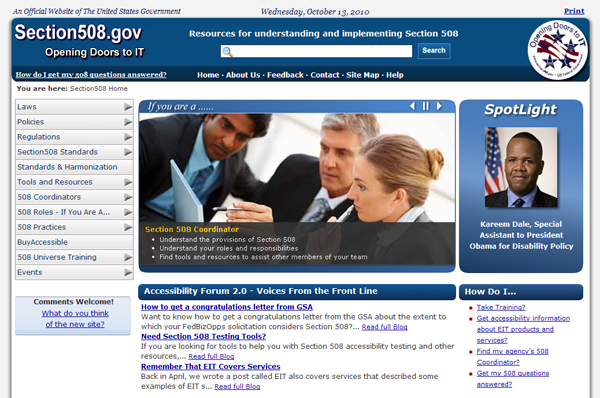 An Official Website of The United States Government
Wednesday, October 13, 2010
Print
Section508.gov
Opening Doors to IT
Resources for understanding and implementing Section 508
Search
Opening Doors to IT
How do I get my 508 questions answered?
Home · About Us · Feedback · Contact · Site Map · Help
You are here: Section508 Home
Laws
Policies
Regulations
Section508 Standards
Standards & Harmonization
Tools and Resources
508 Coordinators
508 Roles - If You Are A...
508 Practices
BuyAccessible
508 Universe Training
Events
Comments Welcome!
What do you think
of the new site?
If you are a ......
Section 508 Coordinator
Understand the provisions of Section 508
Understand your roles and responsibilities
Find tools and resources to assist other members of your team
SpotLight
Kareem Dale, Special
Assistant to President
Obama for Disability Policy
Accessibility Forum 2.0 - Voices From the Front Line
How to get a congratulations letter from GSA
Want to know how to get a congratulations letter from the GSA about the extent to
which your FedBizOpps solicitation considers Section 508?... Read full Blog
Need Section 508 Testing Tools?
If you are looking for tools to help you with Section 508 accessibility testing and other
resources,... Read full Blog
Remember That EIT Covers Services
Back in April, we wrote a post called EIT also covers services that described some
examples of EIT s... Read full Blog
How Do I...
Take Training?
Get accessibility information
about EIT products and
services?
Find my agency's 508
Coordinator?
Get my 508 questions
answered?